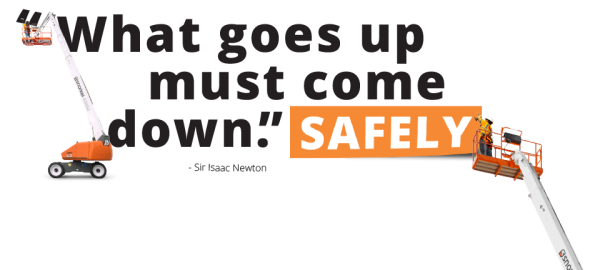 "What goes up
must come
down." SAFELY
- Sir Isaac Newton